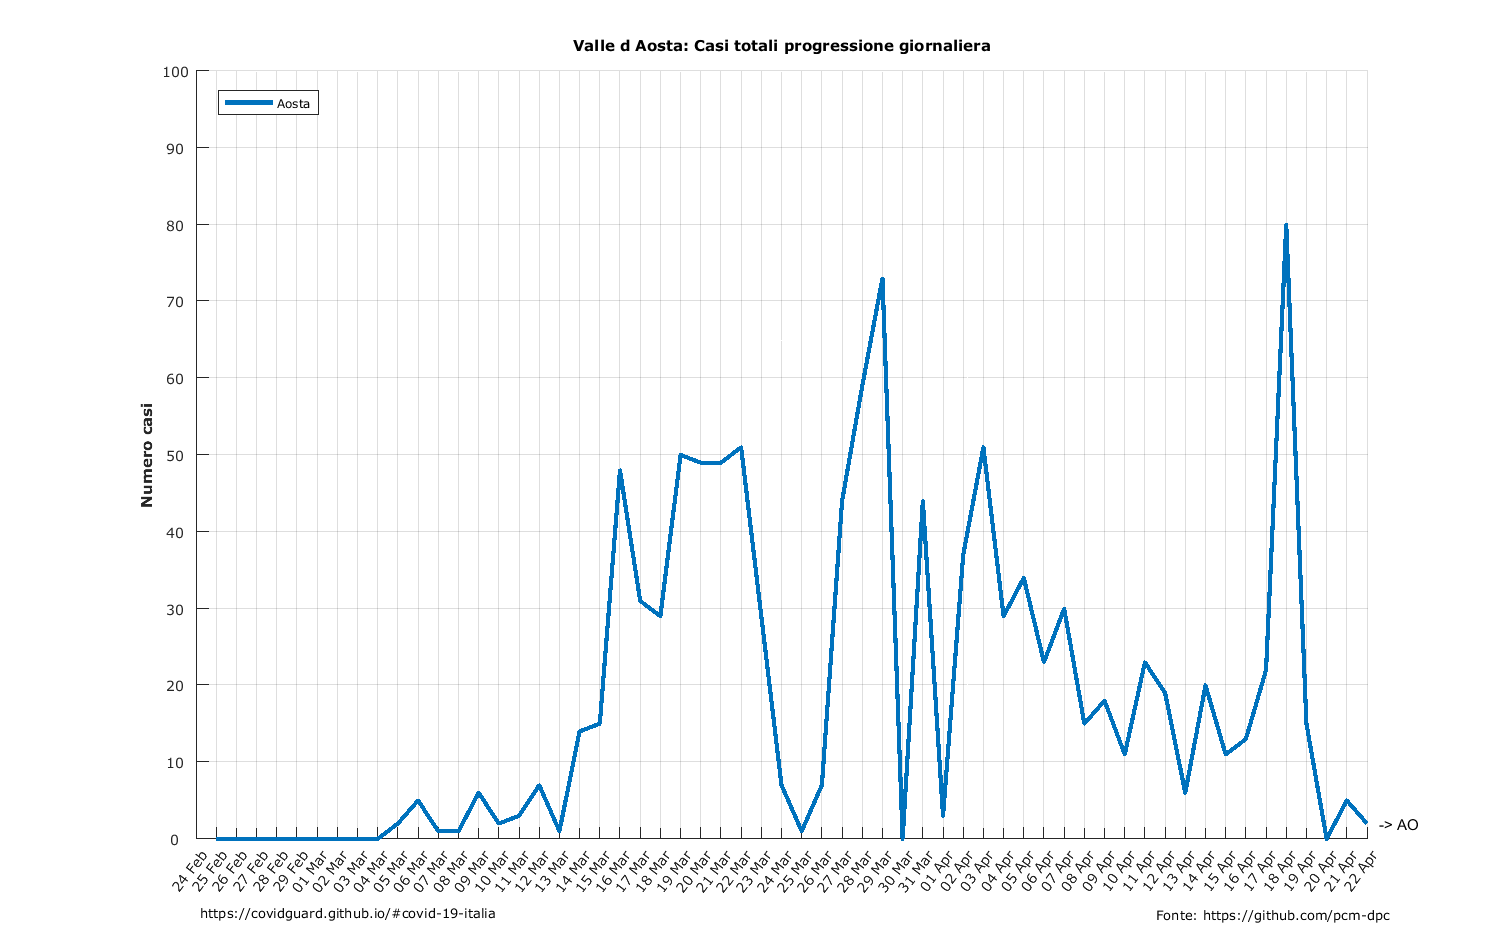 Valle d Aosta: Casi totali progressione giornaliera
100
90
80
70
60
50
40
30
20
10
0
Numero casi
Aosta
-> AO
24 Feb
25 Feb
26 Feb
27 Feb
28 Feb
29 Feb
01 Mar
02 Mar
03 Mar
04 Mar
05 Mar
06 Mar
07 Mar
08 Mar
09 Mar
10 Mar
11 Mar
12 Mar
13 Mar
14 Mar
15 Mar
16 Mar
17 Mar
18 Mar
19 Mar
20 Mar
21 Mar
22 Mar
23 Mar
24 Mar
25 Mar
26 Mar
27 Mar
28 Mar
29 Mar
30 Mar
31 Mar
01 Apr
02 Apr
03 Apr
04 Apr
05 Apr
06 Apr
07 Apr
08 Apr
09 Apr
10 Apr
11 Apr
12 Apr
13 Apr
14 Apr
15 Apr
16 Apr
17 Apr
18 Apr
19 Apr
20 Apr
21 Apr
22 Apr
https://covidguard.github.io/#covid-19-italia
Fonte: https://github.com/pcm-dpc